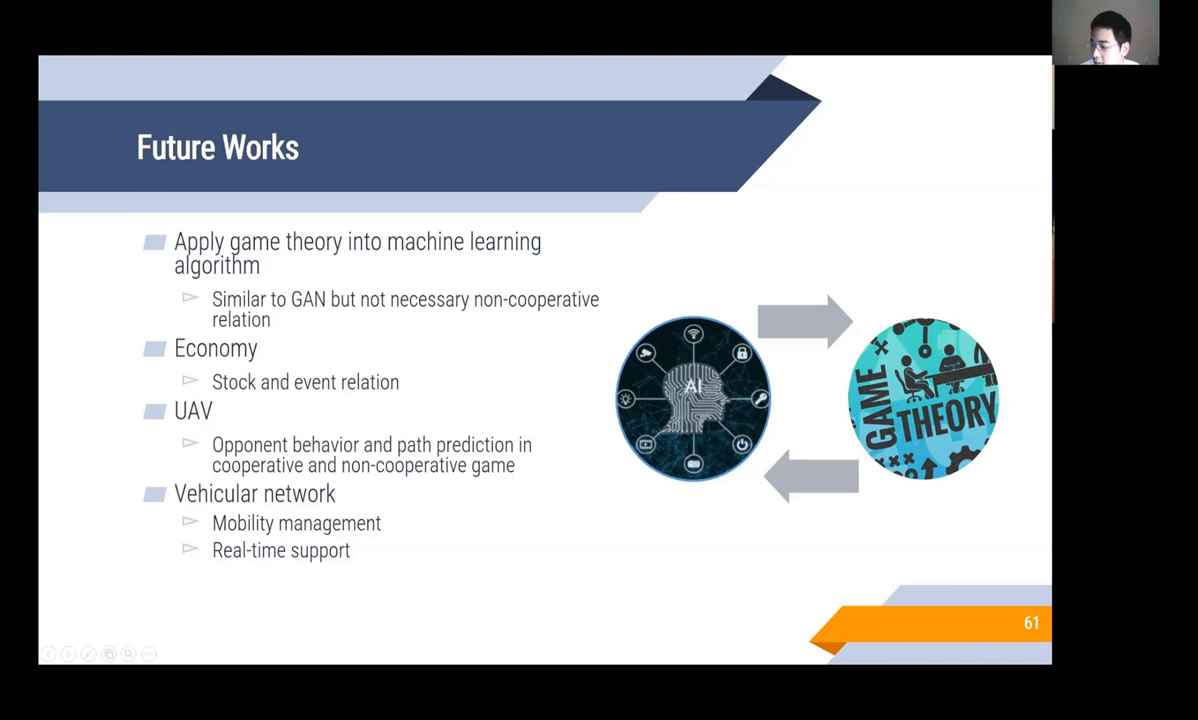 Future Works
Apply game theory into machine learning
algorithm
Similar to GAN but not necessary non-cooperative
relation
Economy
Stock and event relation
UAV
Opponent behavior and path prediction in
cooperative and non-cooperative game
Vehicular network
Mobility management
Real-time support
AI
GAME
THEORY
61